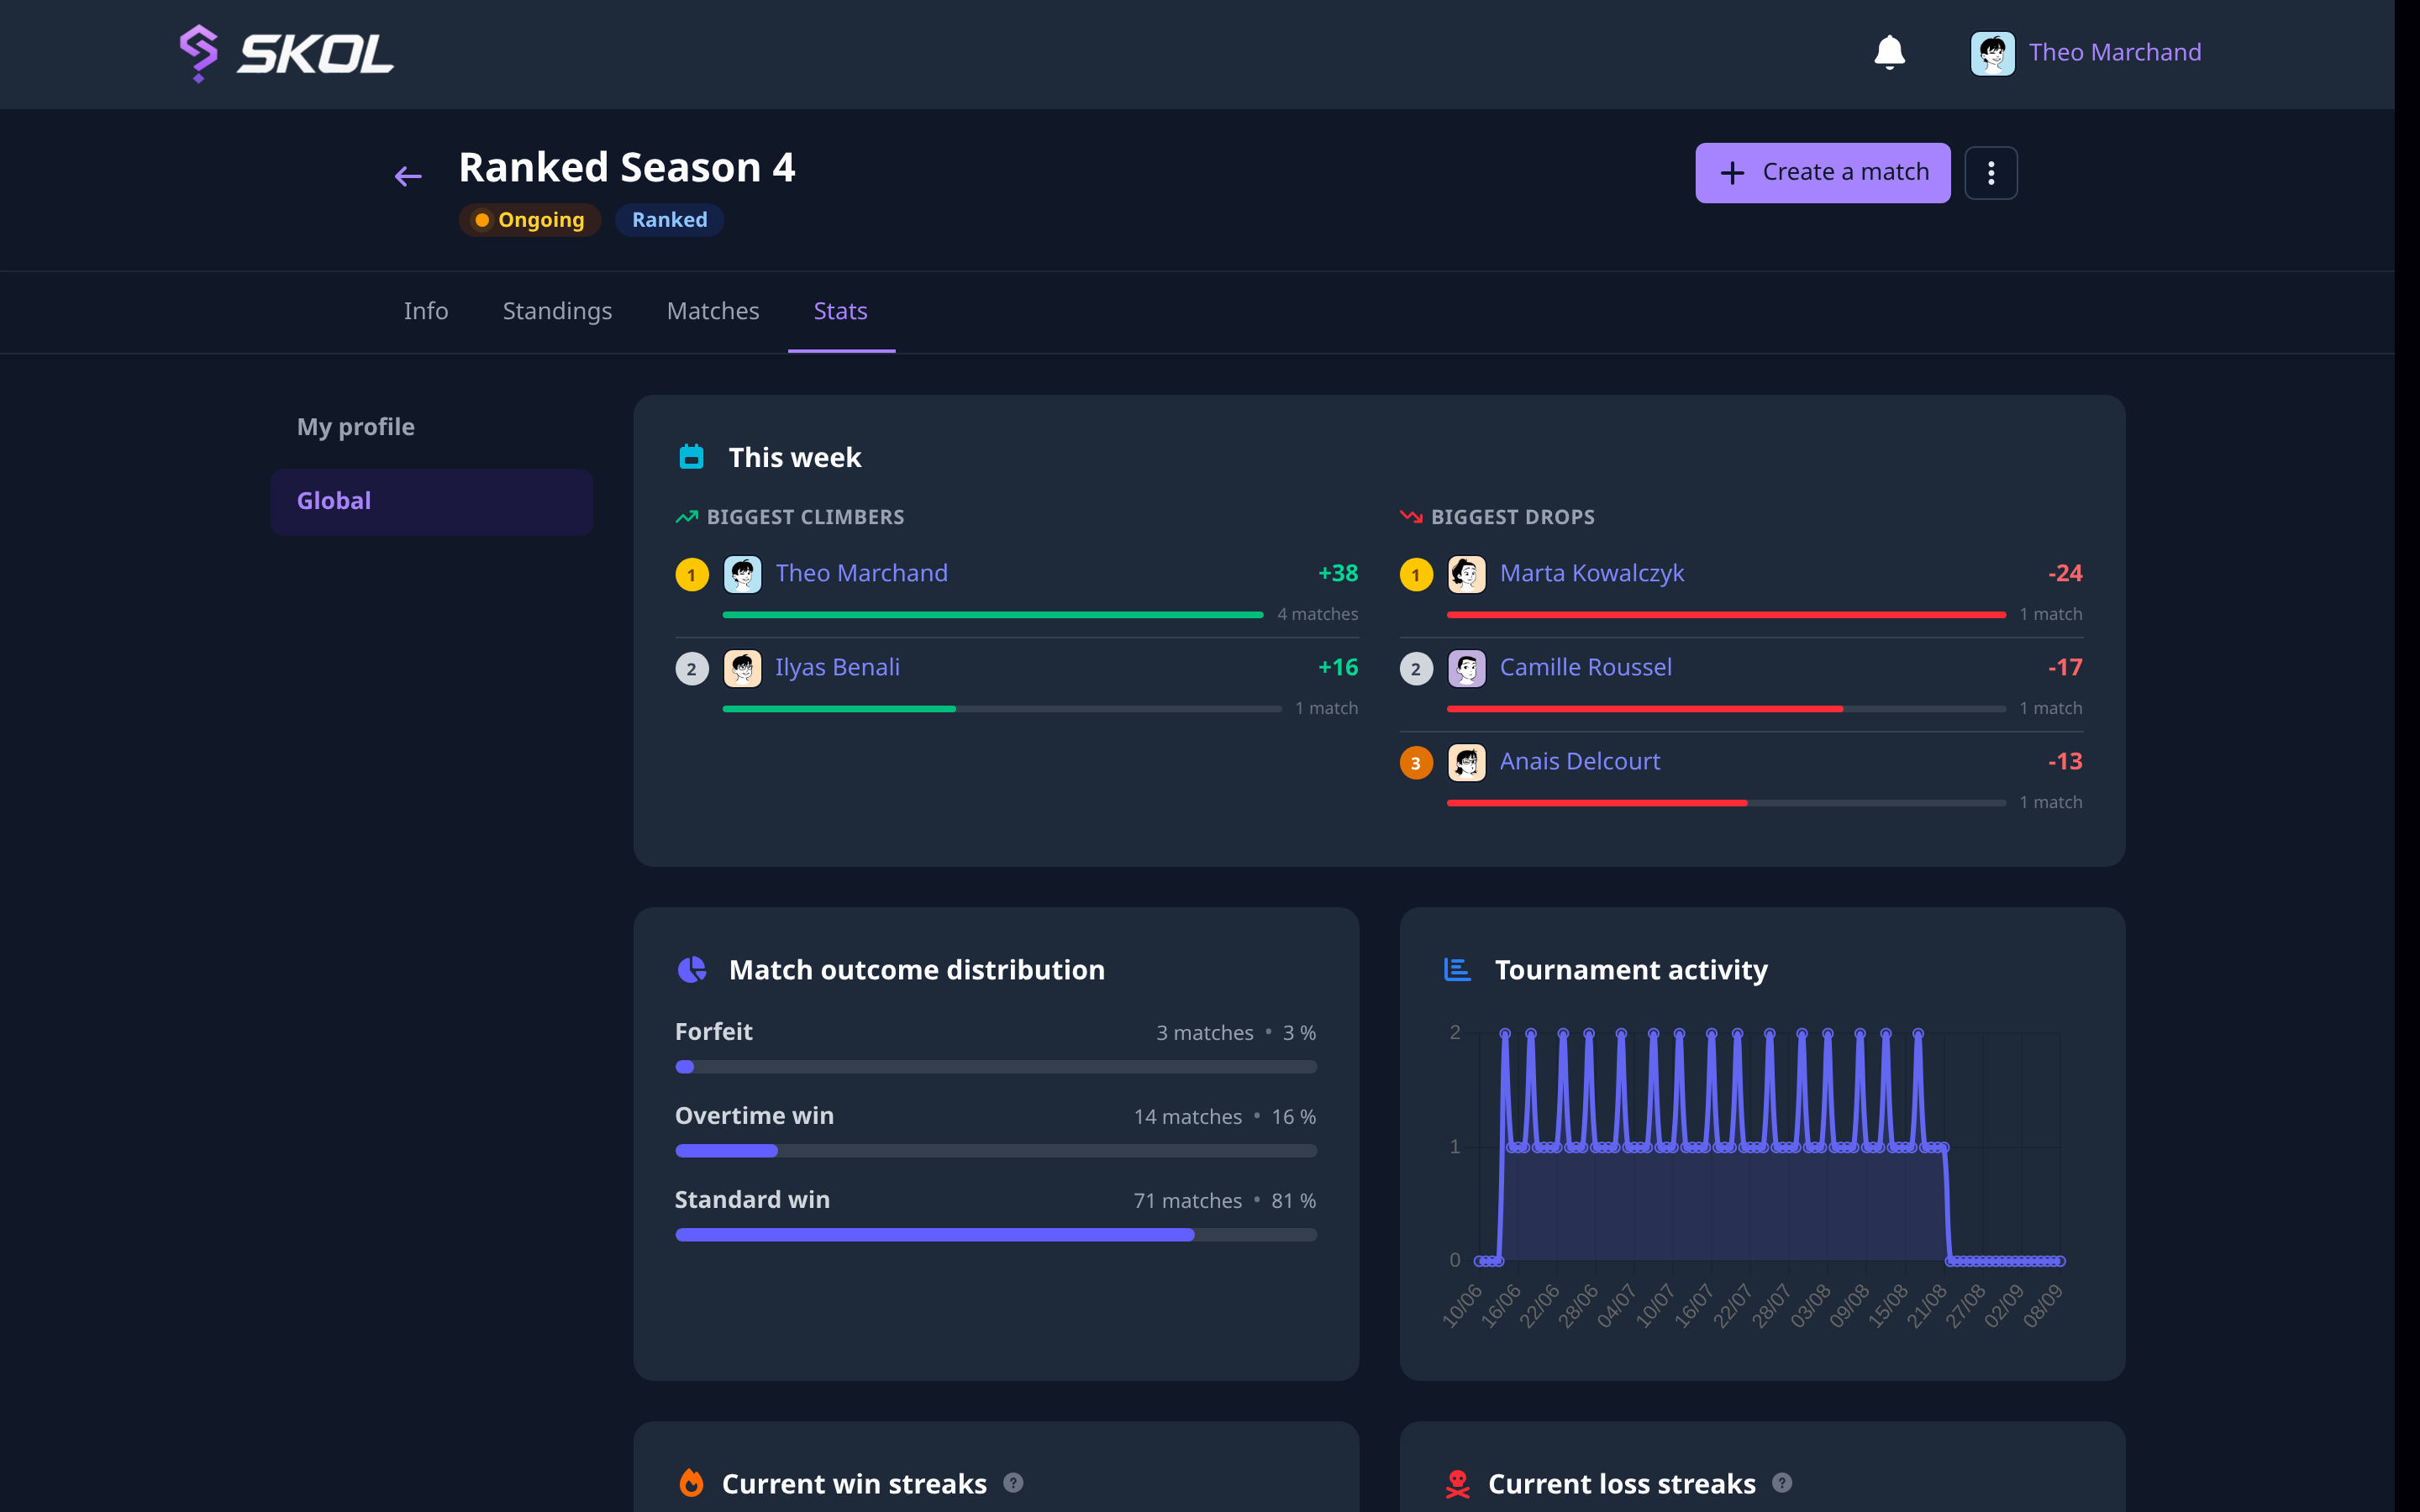 SKOL
Theo Marchand
Ranked Season 4
Create a match
Ongoing
Ranked
Info
Standings
Matches
Stats
My profile
Global
This week
BIGGEST CLIMBERS
1
Theo Marchand
+38
4 matches
2
Ilyas Benali
+16
1 match
BIGGEST DROPS
1
Marta Kowalczyk
-24
1 match
2
Camille Roussel
-17
1 match
3
Anais Delcourt
-13
1 match
Match outcome distribution
Forfeit
3 matches • 3 %
Overtime win
14 matches • 16 %
Standard win
71 matches • 81 %
Tournament activity
2
1
0
10/06
16/06
22/06
28/06
04/07
10/07
16/07
22/07
28/07
03/08
09/08
15/08
21/08
27/08
02/09
08/09
Current win streaks ?
Current loss streaks ?